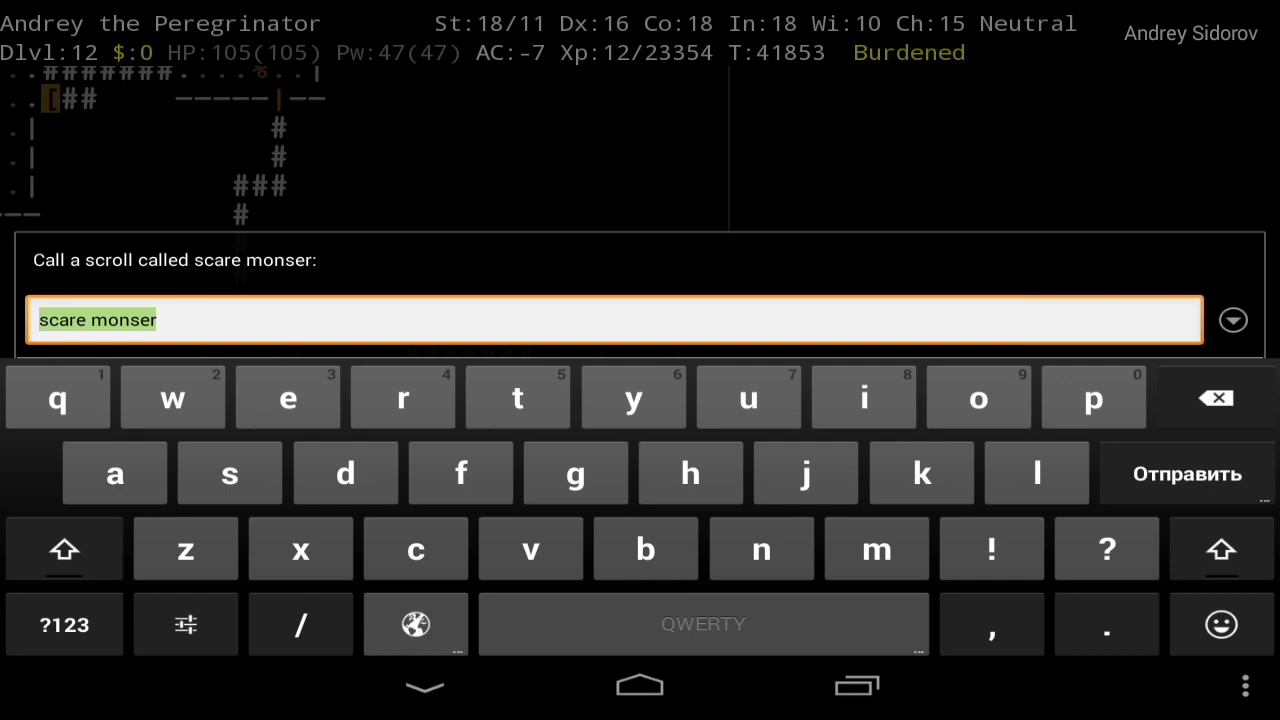 Andrey the Peregrinator St:18/11 Dx:16 Co:18 In:18 Wi:10 Ch:15 Neutral
Andrey Sidorov
Dlvl:12 $:0 HP:105(105) Pw:47(47) AC:-7 Xp:12/23354 T:41853 Burdened
. . # # # # # # # . . . . % . . |
. . [ # # - - - - - | - -
. | #
. | #
. | # # #
- - #
Call a scroll called scare monser:
scare monser
q 1 w 2 e 3 r 4 t 5 y 6 u 7 i 8 o 9 p 0
a s d f g h j k l Отправить ...
z x c v b n m ! ?
?123 / ... QWERTY ... , .